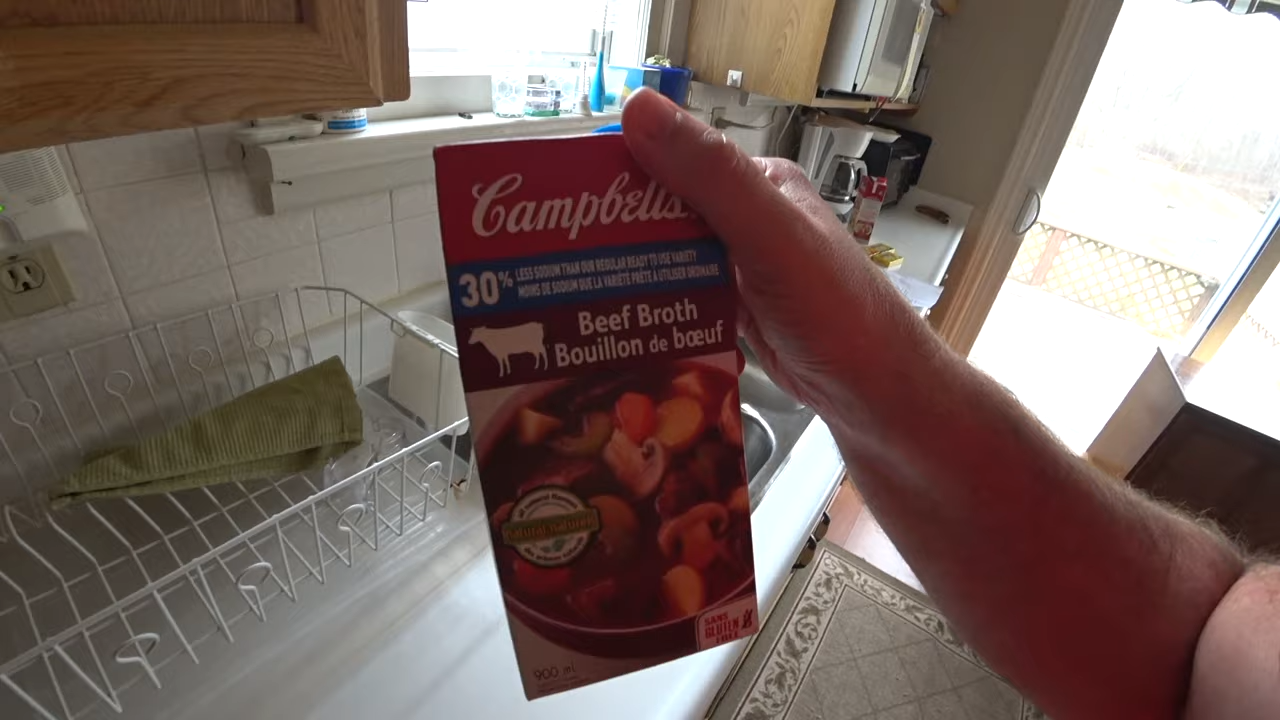 Campbell's
30%
LESS SODIUM THAN OUR REGULAR READY TO USE VARIETY
MOINS DE SODIUM QUE LA VARIÉTÉ PRÊTE À UTILISER ORDINAIRE
Beef Broth
Bouillon de bœuf
natural naturel
SANS
GLUTEN
FREE
900 ml